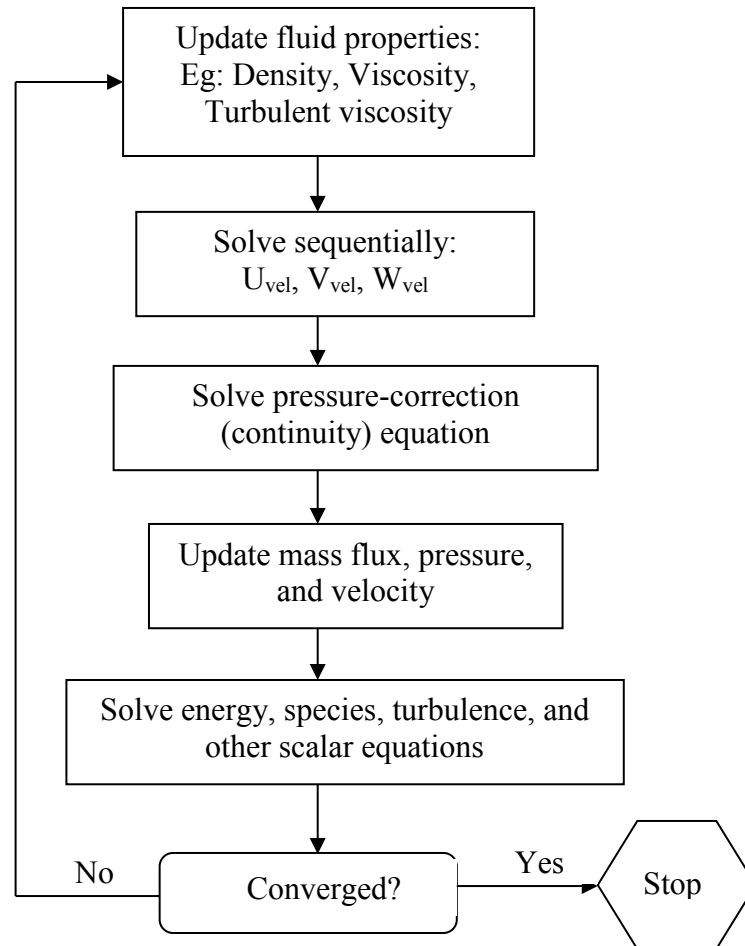 Update fluid properties:
Eg: Density, Viscosity,
Turbulent viscosity
Solve sequentially:
Uvel, Vvel, Wvel
Solve pressure-correction
(continuity) equation
Update mass flux, pressure,
and velocity
Solve energy, species, turbulence, and
other scalar equations
No
Converged?
Yes
Stop